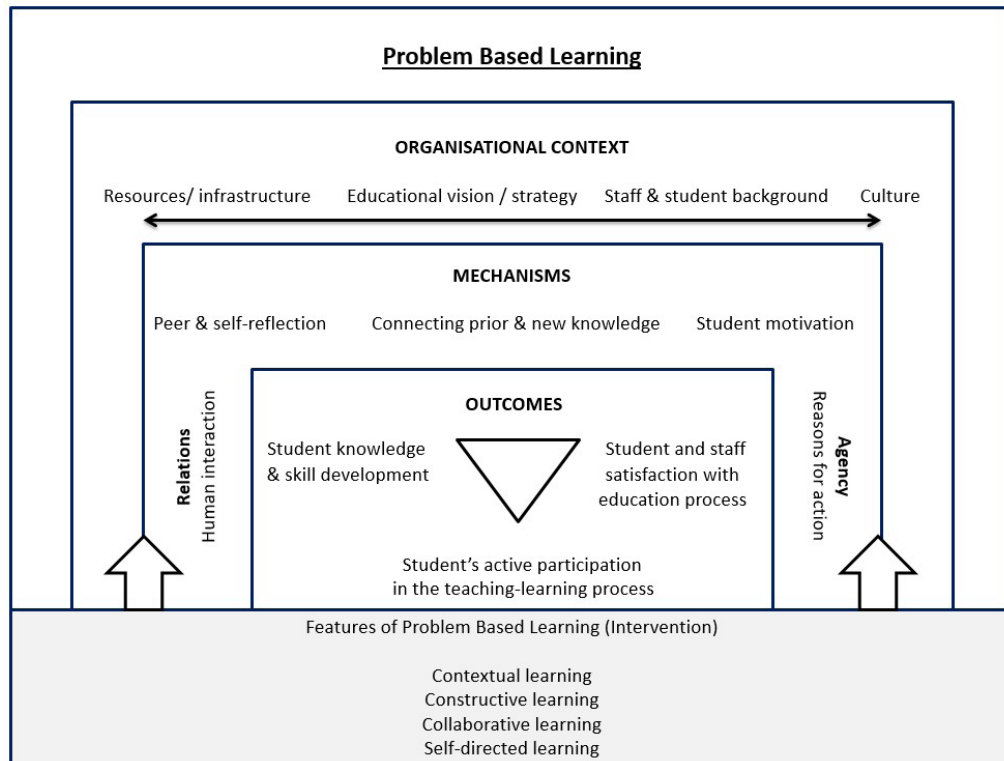 Problem Based Learning
ORGANISATIONAL CONTEXT
Resources/ infrastructure Educational vision / strategy Staff & student background Culture
MECHANISMS
Peer & self-reflection Connecting prior & new knowledge Student motivation
Relations
Human interaction
OUTCOMES
Student knowledge
& skill development
Student and staff
satisfaction with
education process
Student’s active participation
in the teaching-learning process
Agency
Reasons for action
Features of Problem Based Learning (Intervention)
Contextual learning
Constructive learning
Collaborative learning
Self-directed learning